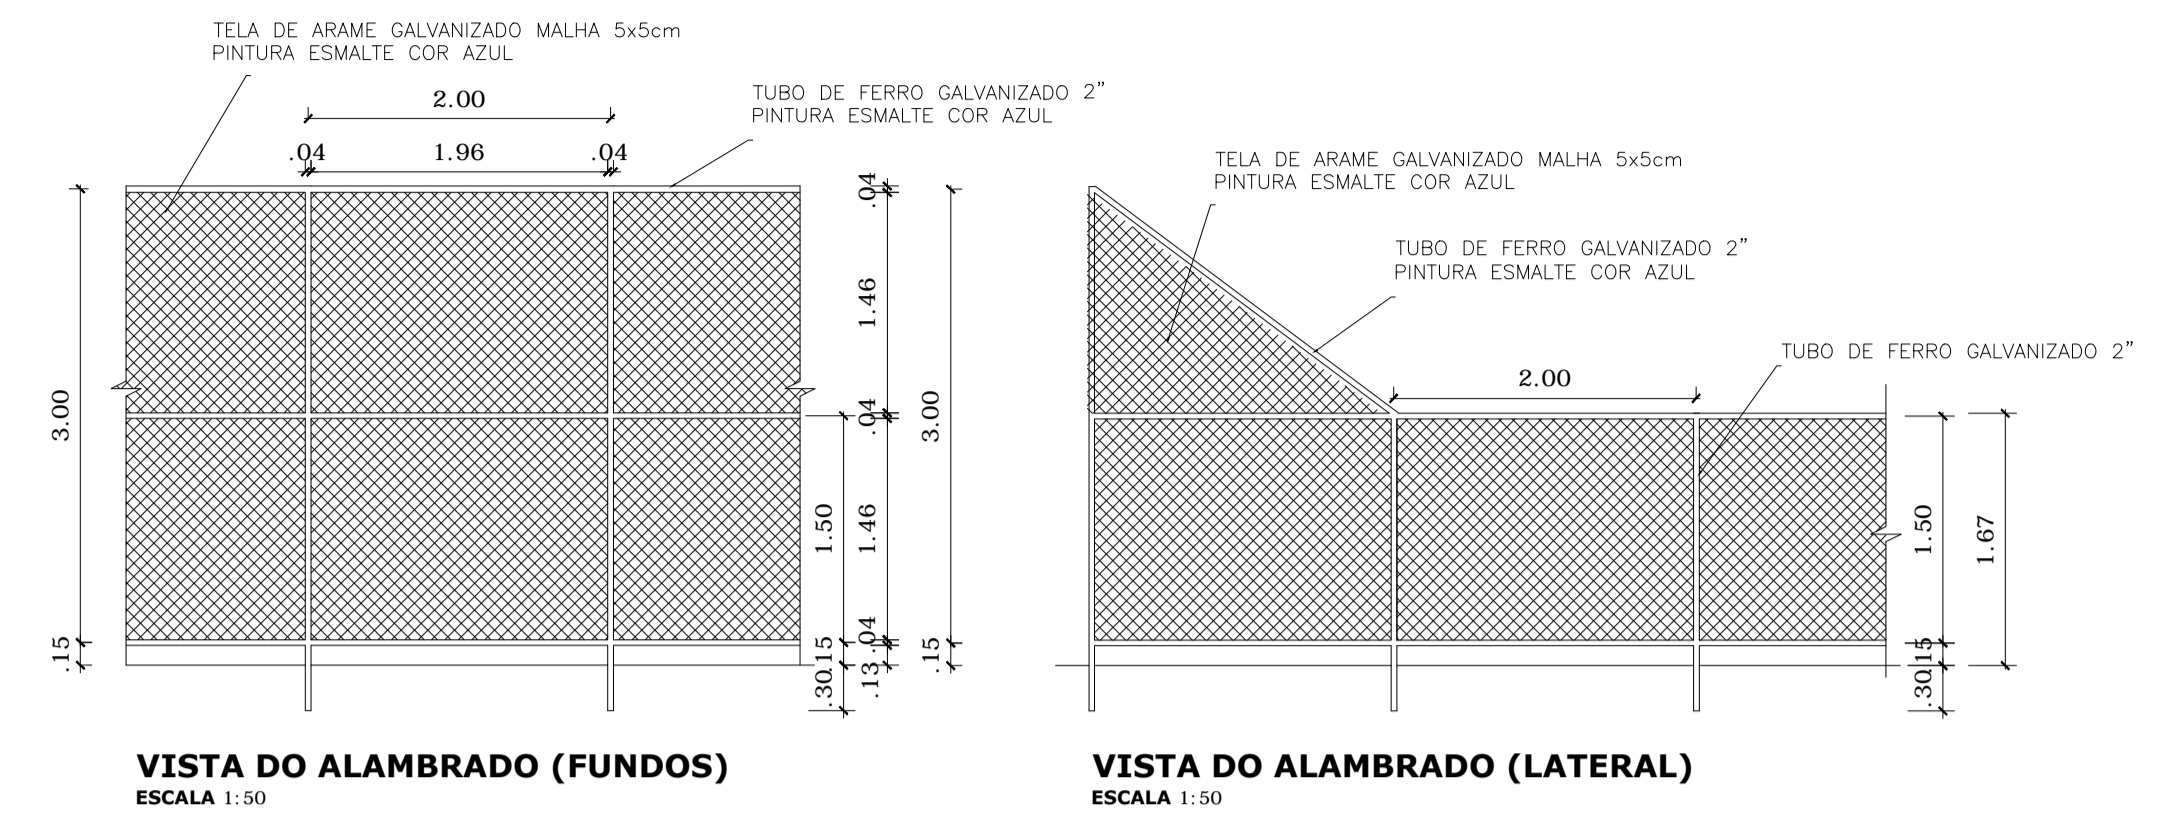 TELA DE ARAME GALVANIZADO MALHA 5x5cm
PINTURA ESMALTE COR AZUL
2.00
TUBO DE FERRO GALVANIZADO 2”
PINTURA ESMALTE COR AZUL
.04
1.96
.04
3.00
.15
.04
1.46
.04
1.46
.04
.13
1.50
.15
.30
3.00
.15
VISTA DO ALAMBRADO (FUNDOS)
ESCALA 1:50
TELA DE ARAME GALVANIZADO MALHA 5x5cm
PINTURA ESMALTE COR AZUL
TUBO DE FERRO GALVANIZADO 2”
PINTURA ESMALTE COR AZUL
TUBO DE FERRO GALVANIZADO 2”
2.00
1.50
.15
.30
1.67
VISTA DO ALAMBRADO (LATERAL)
ESCALA 1:50